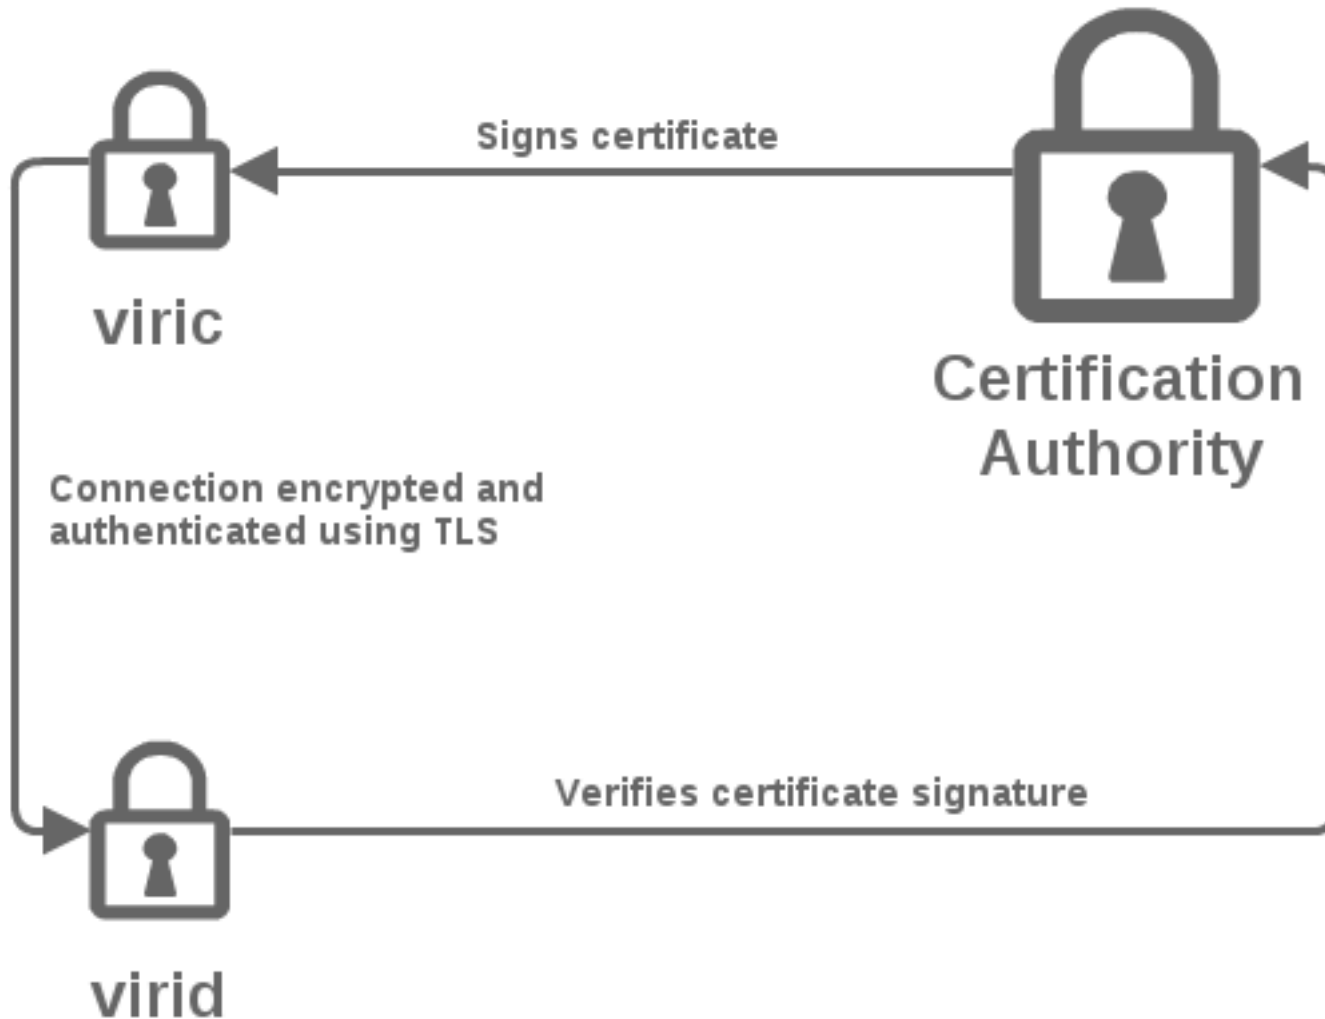 Signs certificate
viric
Certification
Authority
Connection encrypted and
authenticated using TLS
Verifies certificate signature
virid